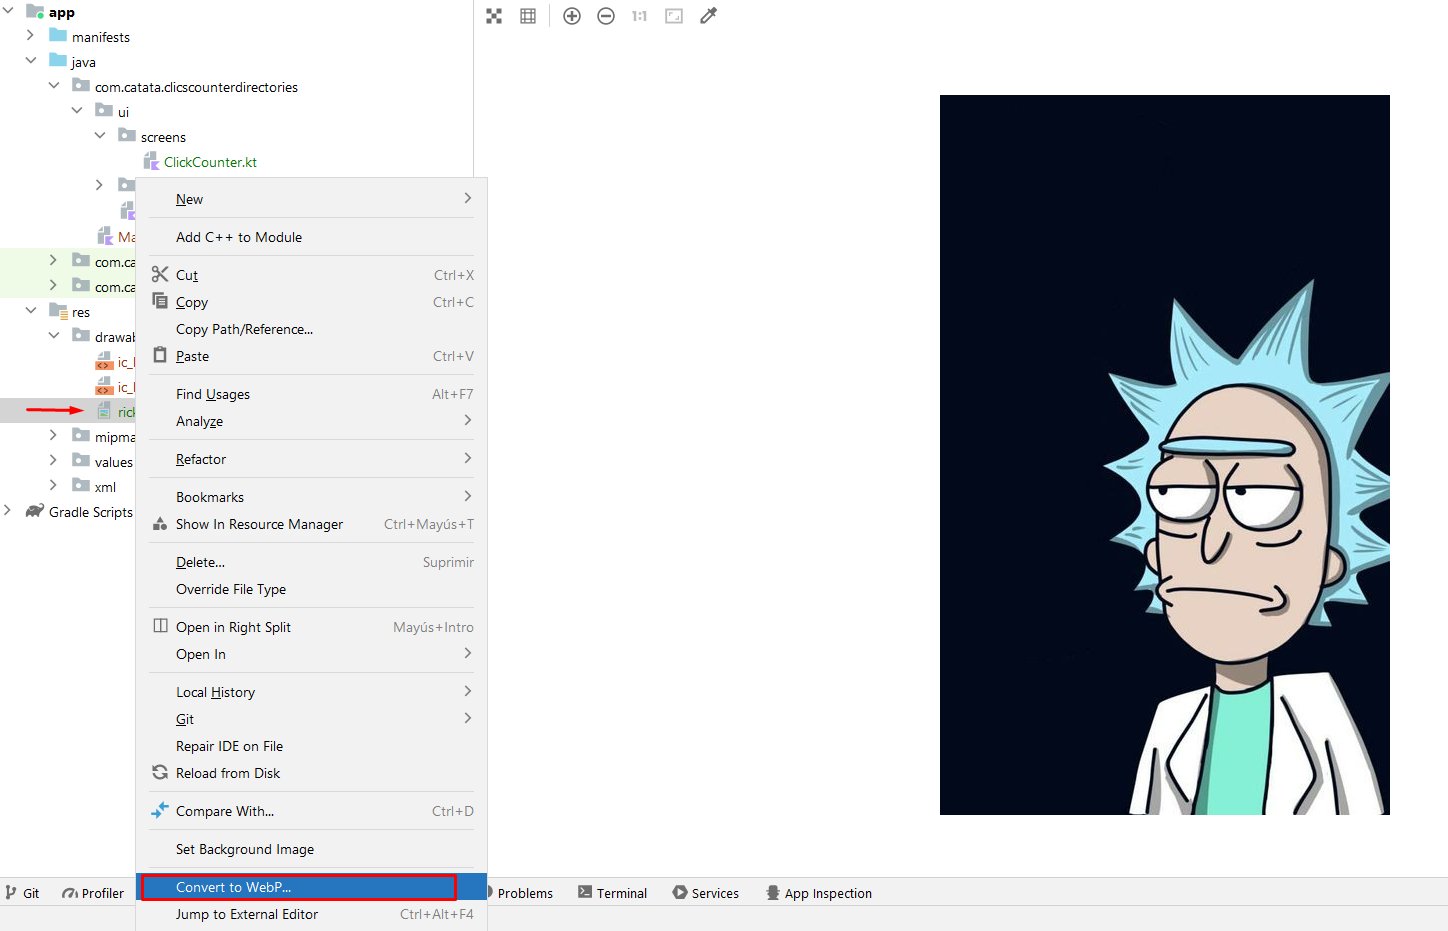 app
manifests
java
com.catata.clicscounterdirectories
ui
screens
ClickCounter.kt
Ma
com.ca
com.ca
res
drawab
ic_l
ic_l
rick
mipma
values
xml
Gradle Scripts
1:1
New
Add C++ to Module
Cut Ctrl+X
Copy Ctrl+C
Copy Path/Reference...
Paste Ctrl+V
Find Usages Alt+F7
Analyze
Refactor
Bookmarks
Show In Resource Manager Ctrl+Mayús+T
Delete... Suprimir
Override File Type
Open in Right Split Mayús+Intro
Open In
Local History
Git
Repair IDE on File
Reload from Disk
Compare With... Ctrl+D
Set Background Image
Convert to WebP...
Jump to External Editor Ctrl+Alt+F4
Git Profiler Problems Terminal Services App Inspection